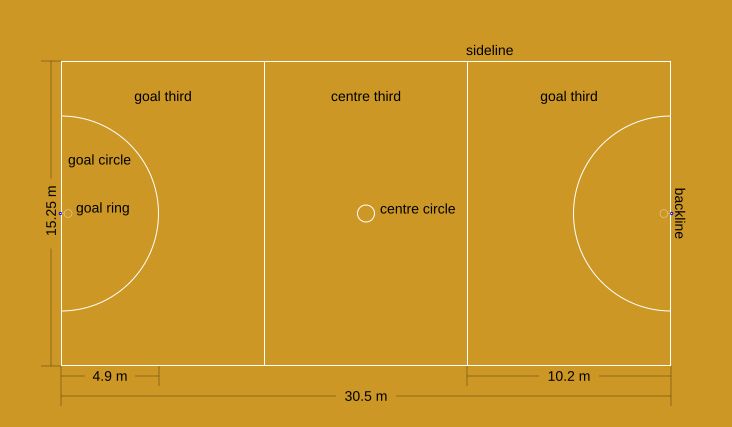 sideline
goal third
centre third
goal third
goal circle
goal ring
centre circle
15.25 m
backline
4.9 m
10.2 m
30.5 m